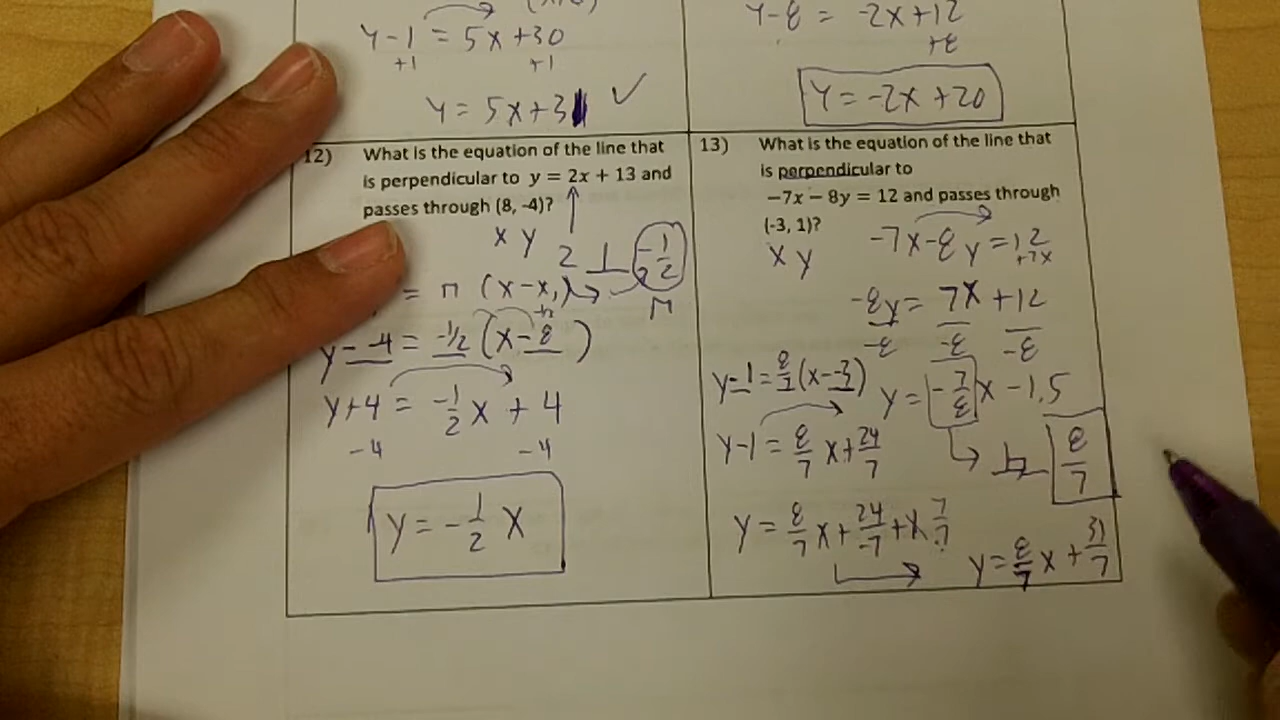 y-1 = 5x+30
+1 +1
y = 5x+31 ✓
y-8 = -2x+12
+8
y = -2x+20
12) What is the equation of the line that
is perpendicular to y = 2x + 13 and
passes through (8, -4)?
x y
2 ⊥ -1/2
= m (x-x₁) m
y--4 = -1/2 (x-8)
y+4 = -1/2 x + 4
-4 -4
y = -1/2 x
13) What is the equation of the line that
is perpendicular to
−7x − 8y = 12 and passes through
(-3, 1)?
x y
-7x-8y=12
+7x
-8y = 7x +12
-8 -8 -8
y = -7/8 x -1.5
⊥ 8/7
y-1 = 8/7 (x--3)
y-1 = 8/7 x + 24/7
y = 8/7 x + 24/7 + 7/7
y = 8/7 x + 31/7